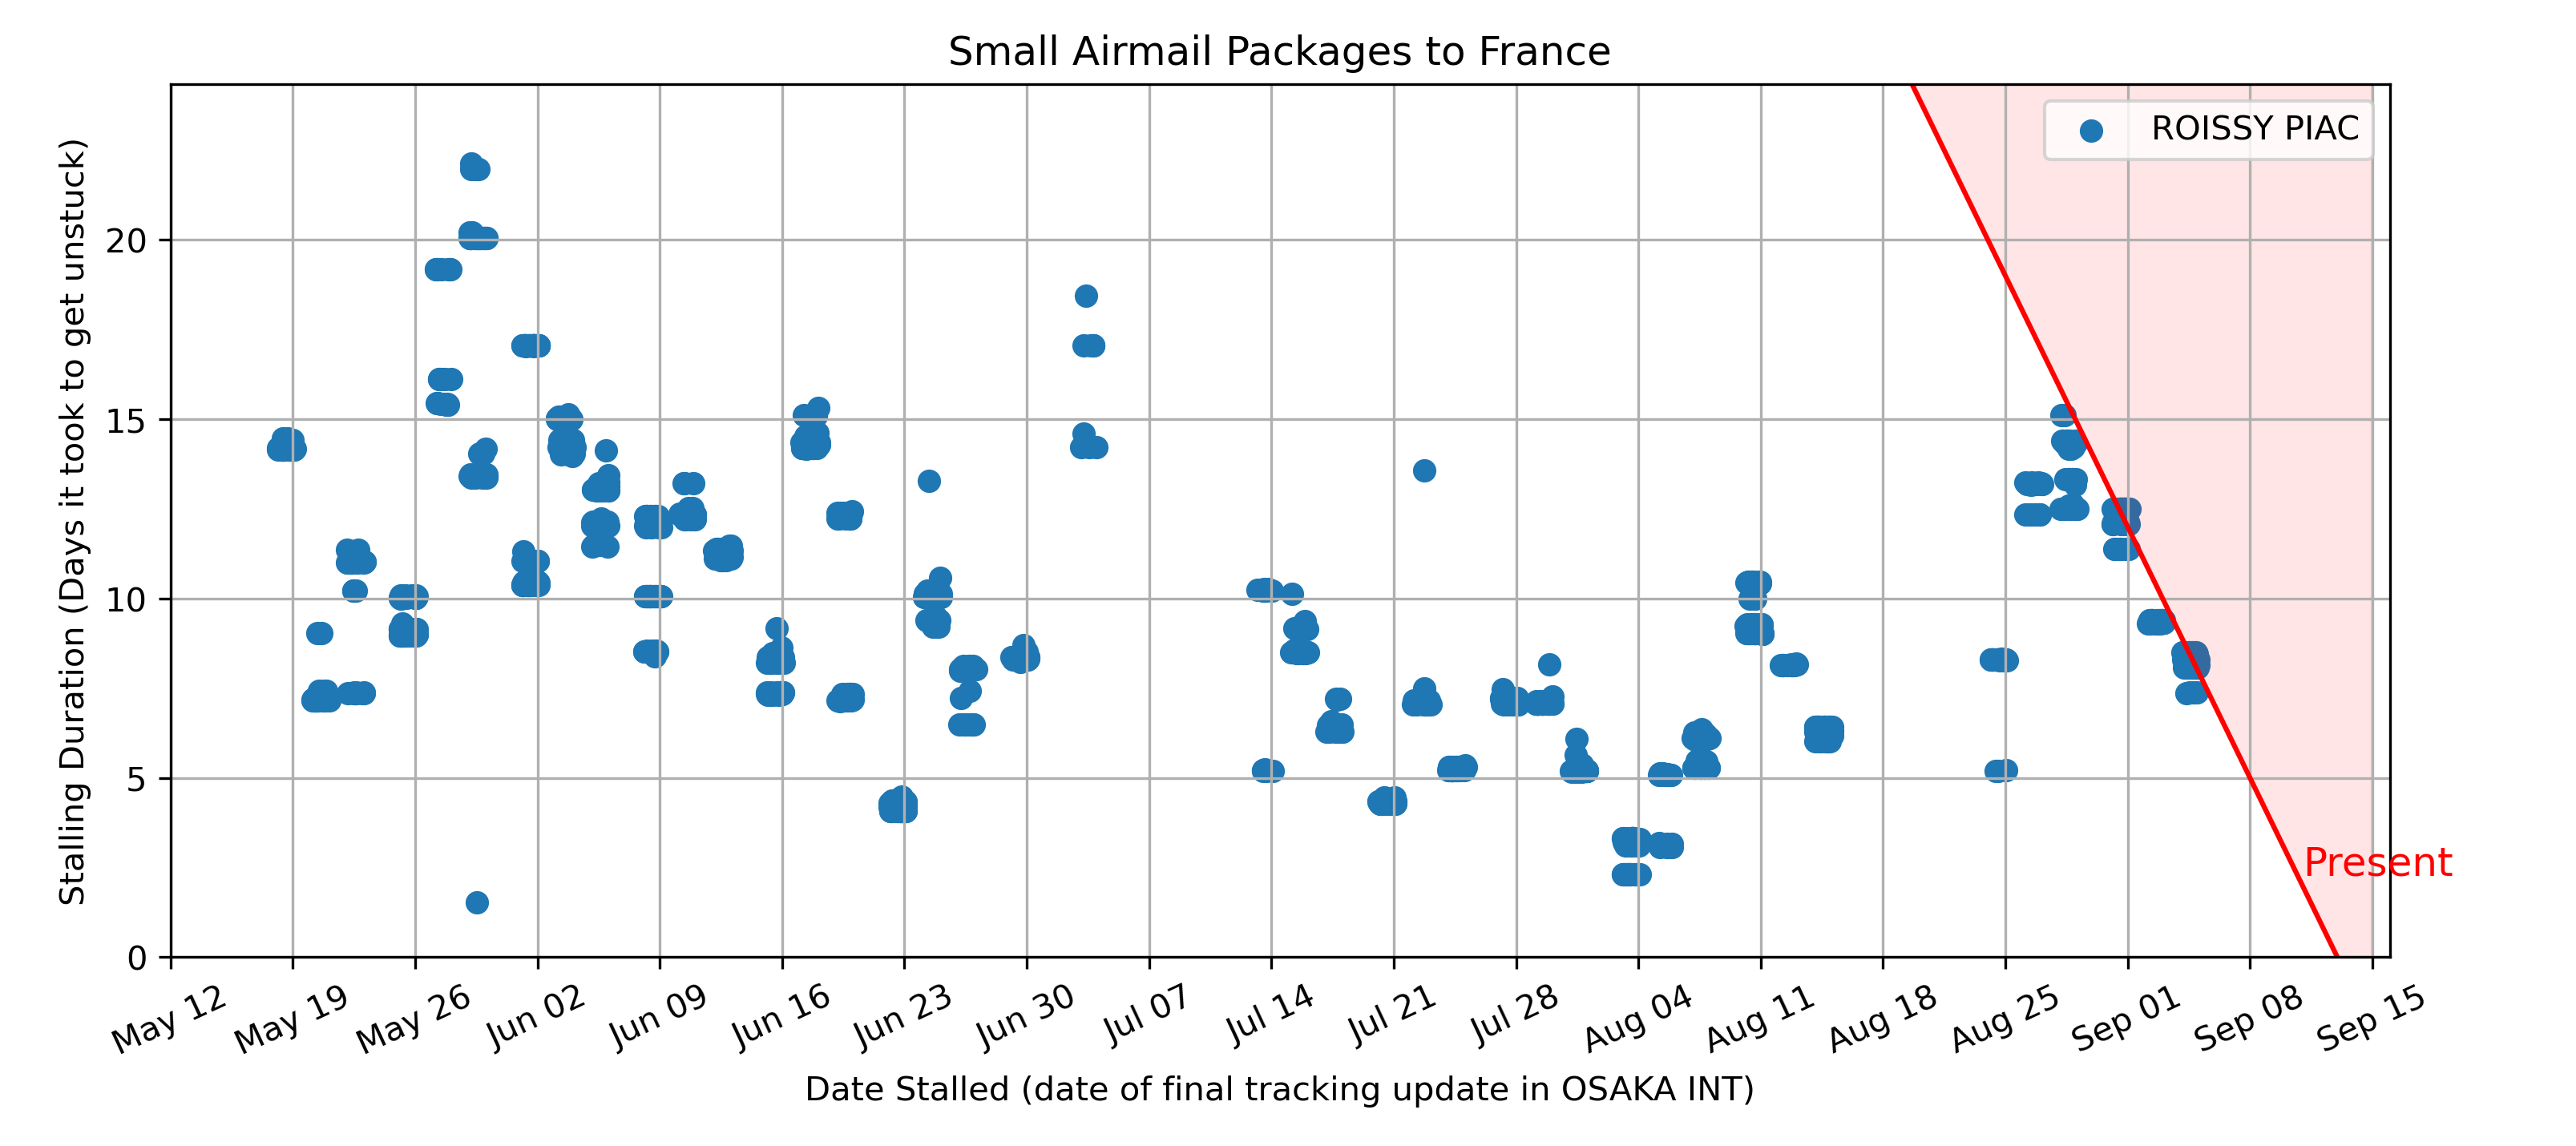 Small Airmail Packages to France
ROISSY PIAC
Stalling Duration (Days it took to get unstuck)
20
15
10
5
0
Present
May 12
May 19
May 26
Jun 02
Jun 09
Jun 16
Jun 23
Jun 30
Jul 07
Jul 14
Jul 21
Jul 28
Aug 04
Aug 11
Aug 18
Aug 25
Sep 01
Sep 08
Sep 15
Date Stalled (date of final tracking update in OSAKA INT)